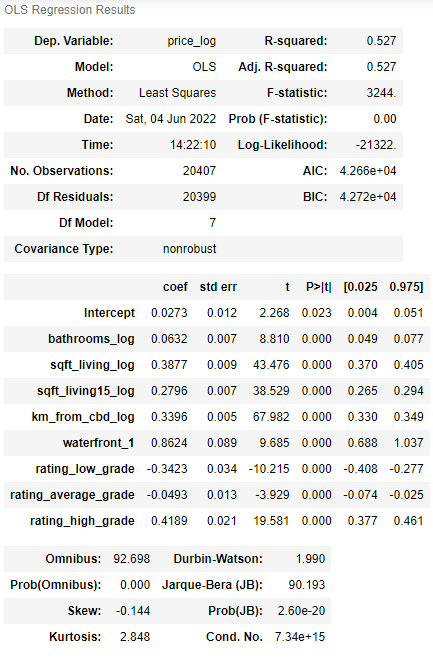 OLS Regression Results
Dep. Variable: price_log R-squared: 0.527
Model: OLS Adj. R-squared: 0.527
Method: Least Squares F-statistic: 3244.
Date: Sat, 04 Jun 2022 Prob (F-statistic): 0.00
Time: 14:22:10 Log-Likelihood: -21322.
No. Observations: 20407 AIC: 4.266e+04
Df Residuals: 20399 BIC: 4.272e+04
Df Model: 7
Covariance Type: nonrobust
coef std err t P>|t| [0.025 0.975]
Intercept 0.0273 0.012 2.268 0.023 0.004 0.051
bathrooms_log 0.0632 0.007 8.810 0.000 0.049 0.077
sqft_living_log 0.3877 0.009 43.476 0.000 0.370 0.405
sqft_living15_log 0.2796 0.007 38.529 0.000 0.265 0.294
km_from_cbd_log 0.3396 0.005 67.982 0.000 0.330 0.349
waterfront_1 0.8624 0.089 9.685 0.000 0.688 1.037
rating_low_grade -0.3423 0.034 -10.215 0.000 -0.408 -0.277
rating_average_grade -0.0493 0.013 -3.929 0.000 -0.074 -0.025
rating_high_grade 0.4189 0.021 19.581 0.000 0.377 0.461
Omnibus: 92.698 Durbin-Watson: 1.990
Prob(Omnibus): 0.000 Jarque-Bera (JB): 90.193
Skew: -0.144 Prob(JB): 2.60e-20
Kurtosis: 2.848 Cond. No. 7.34e+15